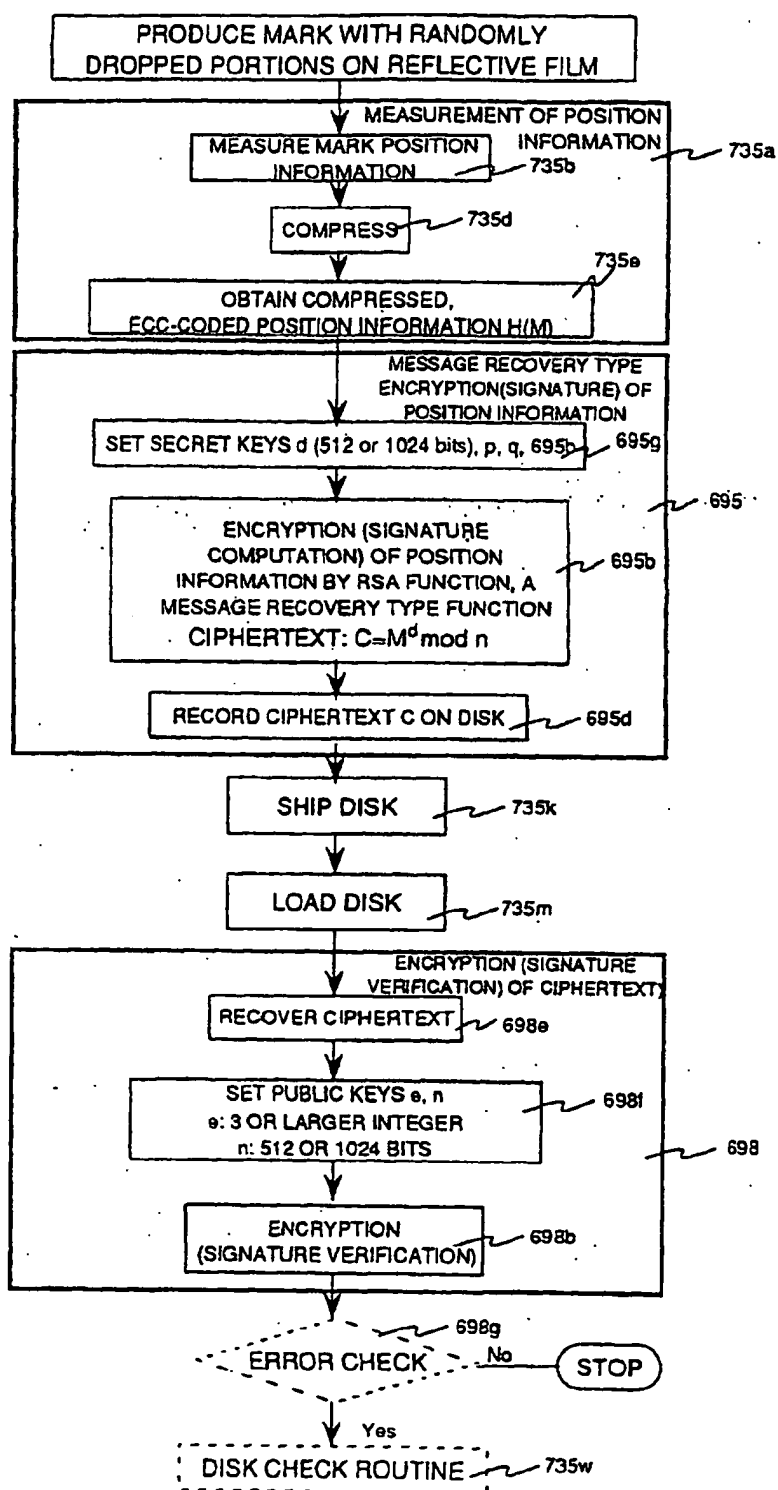 PRODUCE MARK WITH RANDOMLY
DROPPED PORTIONS ON REFLECTIVE FILM
MEASUREMENT OF POSITION
INFORMATION
735a
MEASURE MARK POSITION
INFORMATION
735b
COMPRESS
735d
735e
OBTAIN COMPRESSED,
ECC-CODED POSITION INFORMATION H(M)
MESSAGE RECOVERY TYPE
ENCRYPTION(SIGNATURE) OF
POSITION INFORMATION
SET SECRET KEYS d (512 or 1024 bits), p, q, 695b
695g
695
ENCRYPTION (SIGNATURE
COMPUTATION) OF POSITION
INFORMATION BY RSA FUNCTION, A
MESSAGE RECOVERY TYPE FUNCTION
CIPHERTEXT: C=M^d mod n
695b
RECORD CIPHERTEXT C ON DISK
695d
SHIP DISK
735k
LOAD DISK
735m
ENCRYPTION (SIGNATURE
VERIFICATION) OF CIPHERTEXT)
RECOVER CIPHERTEXT
698e
SET PUBLIC KEYS e, n
e: 3 OR LARGER INTEGER
n: 512 OR 1024 BITS
698f
698
ENCRYPTION
(SIGNATURE VERIFICATION)
698b
698g
ERROR CHECK
No
STOP
Yes
DISK CHECK ROUTINE
735w